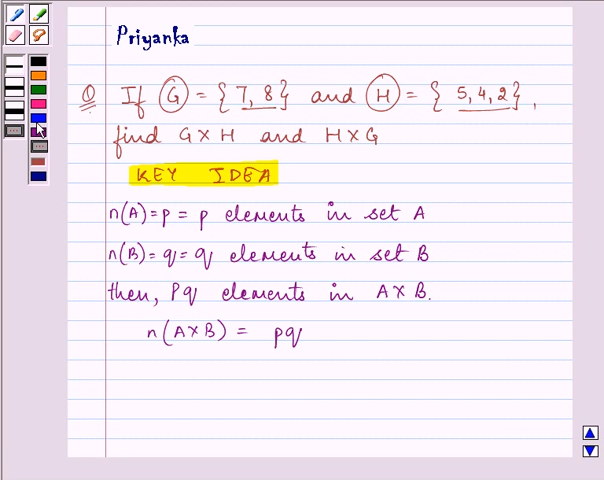 Priyanka
Q If G = { 7, 8 } and H = { 5, 4, 2 } ,
find G X H and H X G
KEY IDEA
n(A) = p = p elements in set A
n(B) = q = q elements in set B
then, Pq elements in A X B.
n(A X B) = pq